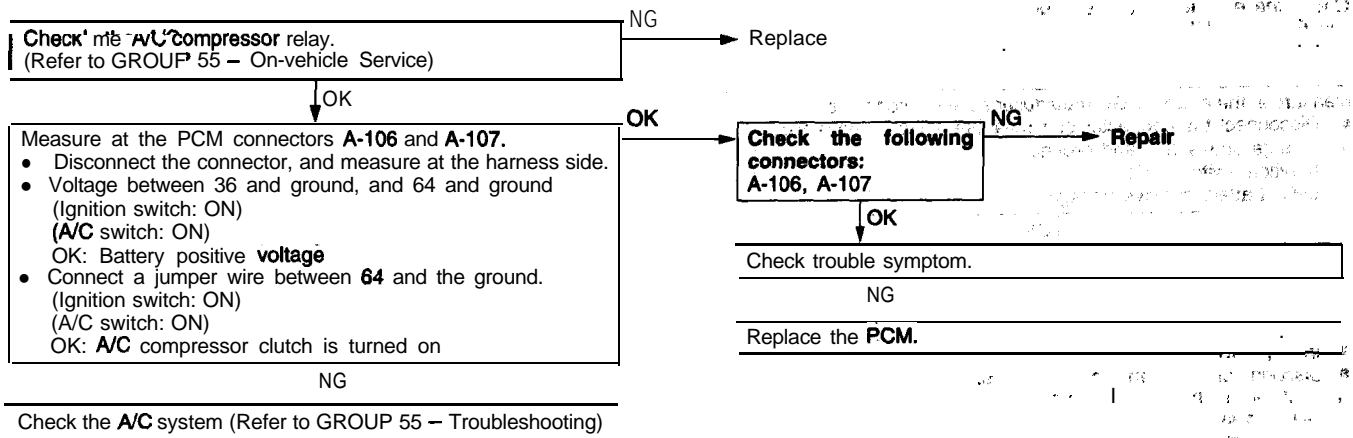 Check the A/C compressor relay.
(Refer to GROUP 55 – On-vehicle Service)
NG
Replace
OK
Measure at the PCM connectors A-106 and A-107.
● Disconnect the connector, and measure at the harness side.
● Voltage between 36 and ground, and 64 and ground
(Ignition switch: ON)
(A/C switch: ON)
OK: Battery positive voltage
● Connect a jumper wire between 64 and the ground.
(Ignition switch: ON)
(A/C switch: ON)
OK: A/C compressor clutch is turned on
OK
Check the following
connectors:
A-106, A-107
NG
Repair
OK
Check trouble symptom.
NG
Replace the PCM.
NG
Check the A/C system (Refer to GROUP 55 – Troubleshooting)